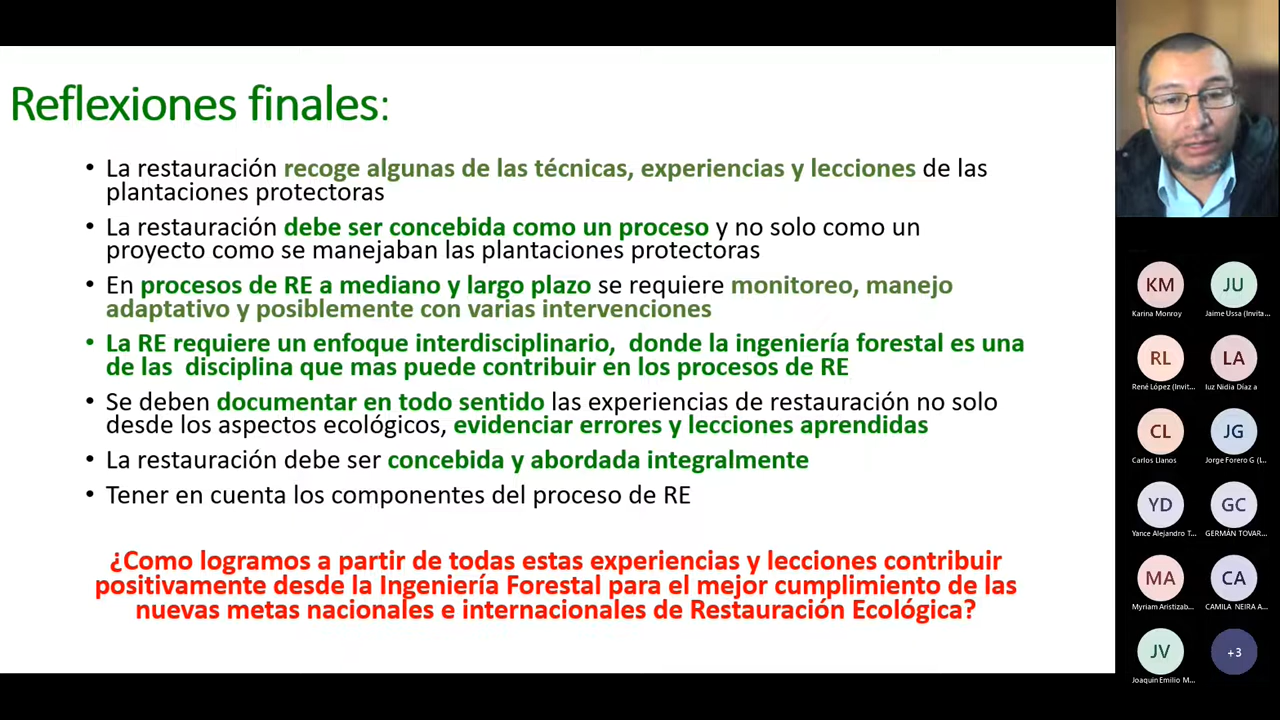 Reflexiones finales:
• La restauración recoge algunas de las técnicas, experiencias y lecciones de las
plantaciones protectoras
• La restauración debe ser concebida como un proceso y no solo como un
proyecto como se manejaban las plantaciones protectoras
• En procesos de RE a mediano y largo plazo se requiere monitoreo, manejo
adaptativo y posiblemente con varias intervenciones
• La RE requiere un enfoque interdisciplinario, donde la ingeniería forestal es una
de las disciplina que mas puede contribuir en los procesos de RE
• Se deben documentar en todo sentido las experiencias de restauración no solo
desde los aspectos ecológicos, evidenciar errores y lecciones aprendidas
• La restauración debe ser concebida y abordada integralmente
• Tener en cuenta los componentes del proceso de RE
¿Como logramos a partir de todas estas experiencias y lecciones contribuir
positivamente desde la Ingeniería Forestal para el mejor cumplimiento de las
nuevas metas nacionales e internacionales de Restauración Ecológica?
KM JU
Karina Monroy Jaime Ussa (Invita...
RL LA
René López (Invit... luz Nidia Díaz a
CL JG
Carlos Llanos Jorge Forero G (I...
YD GC
Yance Alejandro T... GERMÁN TOVAR...
MA CA
Myriam Aristizab... CAMILA NEIRA A...
JV +3
Joaquin Emilio M...